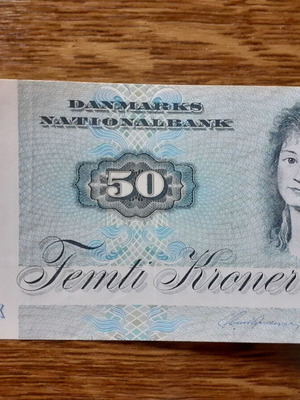 DANMARKS
NATIONALBANK
50
Femti Kroner